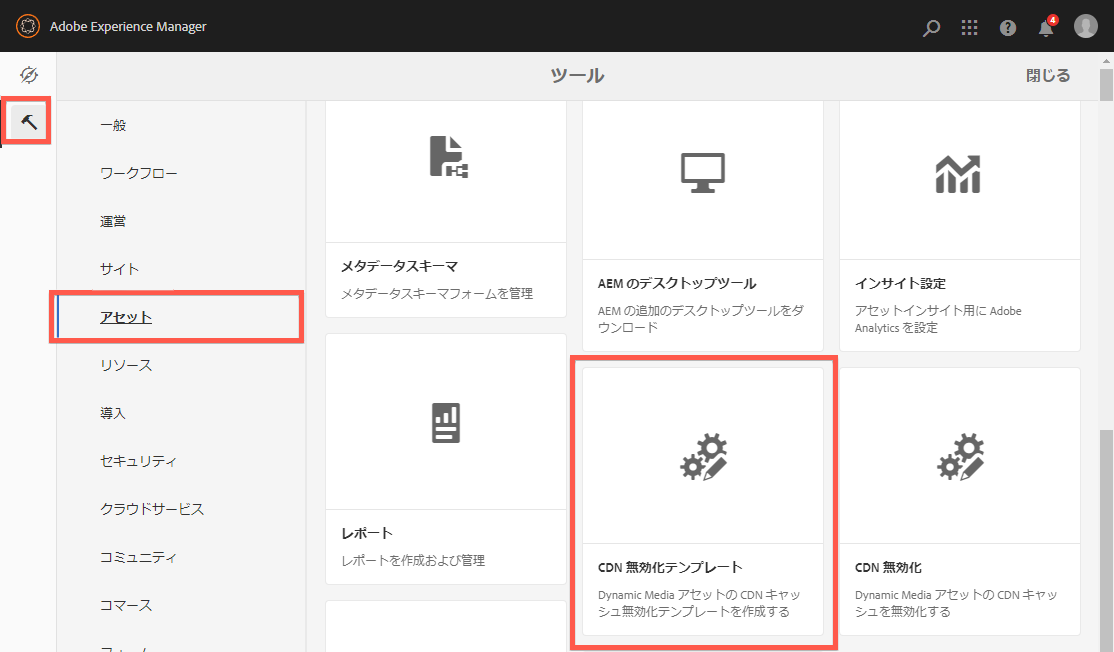 Adobe Experience Manager
4
ツール
閉じる
一般
ワークフロー
運営
サイト
アセット
リソース
導入
セキュリティ
クラウドサービス
コミュニティ
コマース
メタデータスキーマ
メタデータスキーマフォームを管理
AEM のデスクトップツール
AEM の追加のデスクトップツールをダ
ウンロード
インサイト設定
アセットインサイト用に Adobe
Analytics を設定
レポート
レポートを作成および管理
CDN 無効化テンプレート
Dynamic Media アセットの CDN キャッ
シュ無効化テンプレートを作成する
CDN 無効化
Dynamic Media アセットの CDN キャッ
シュを無効化する